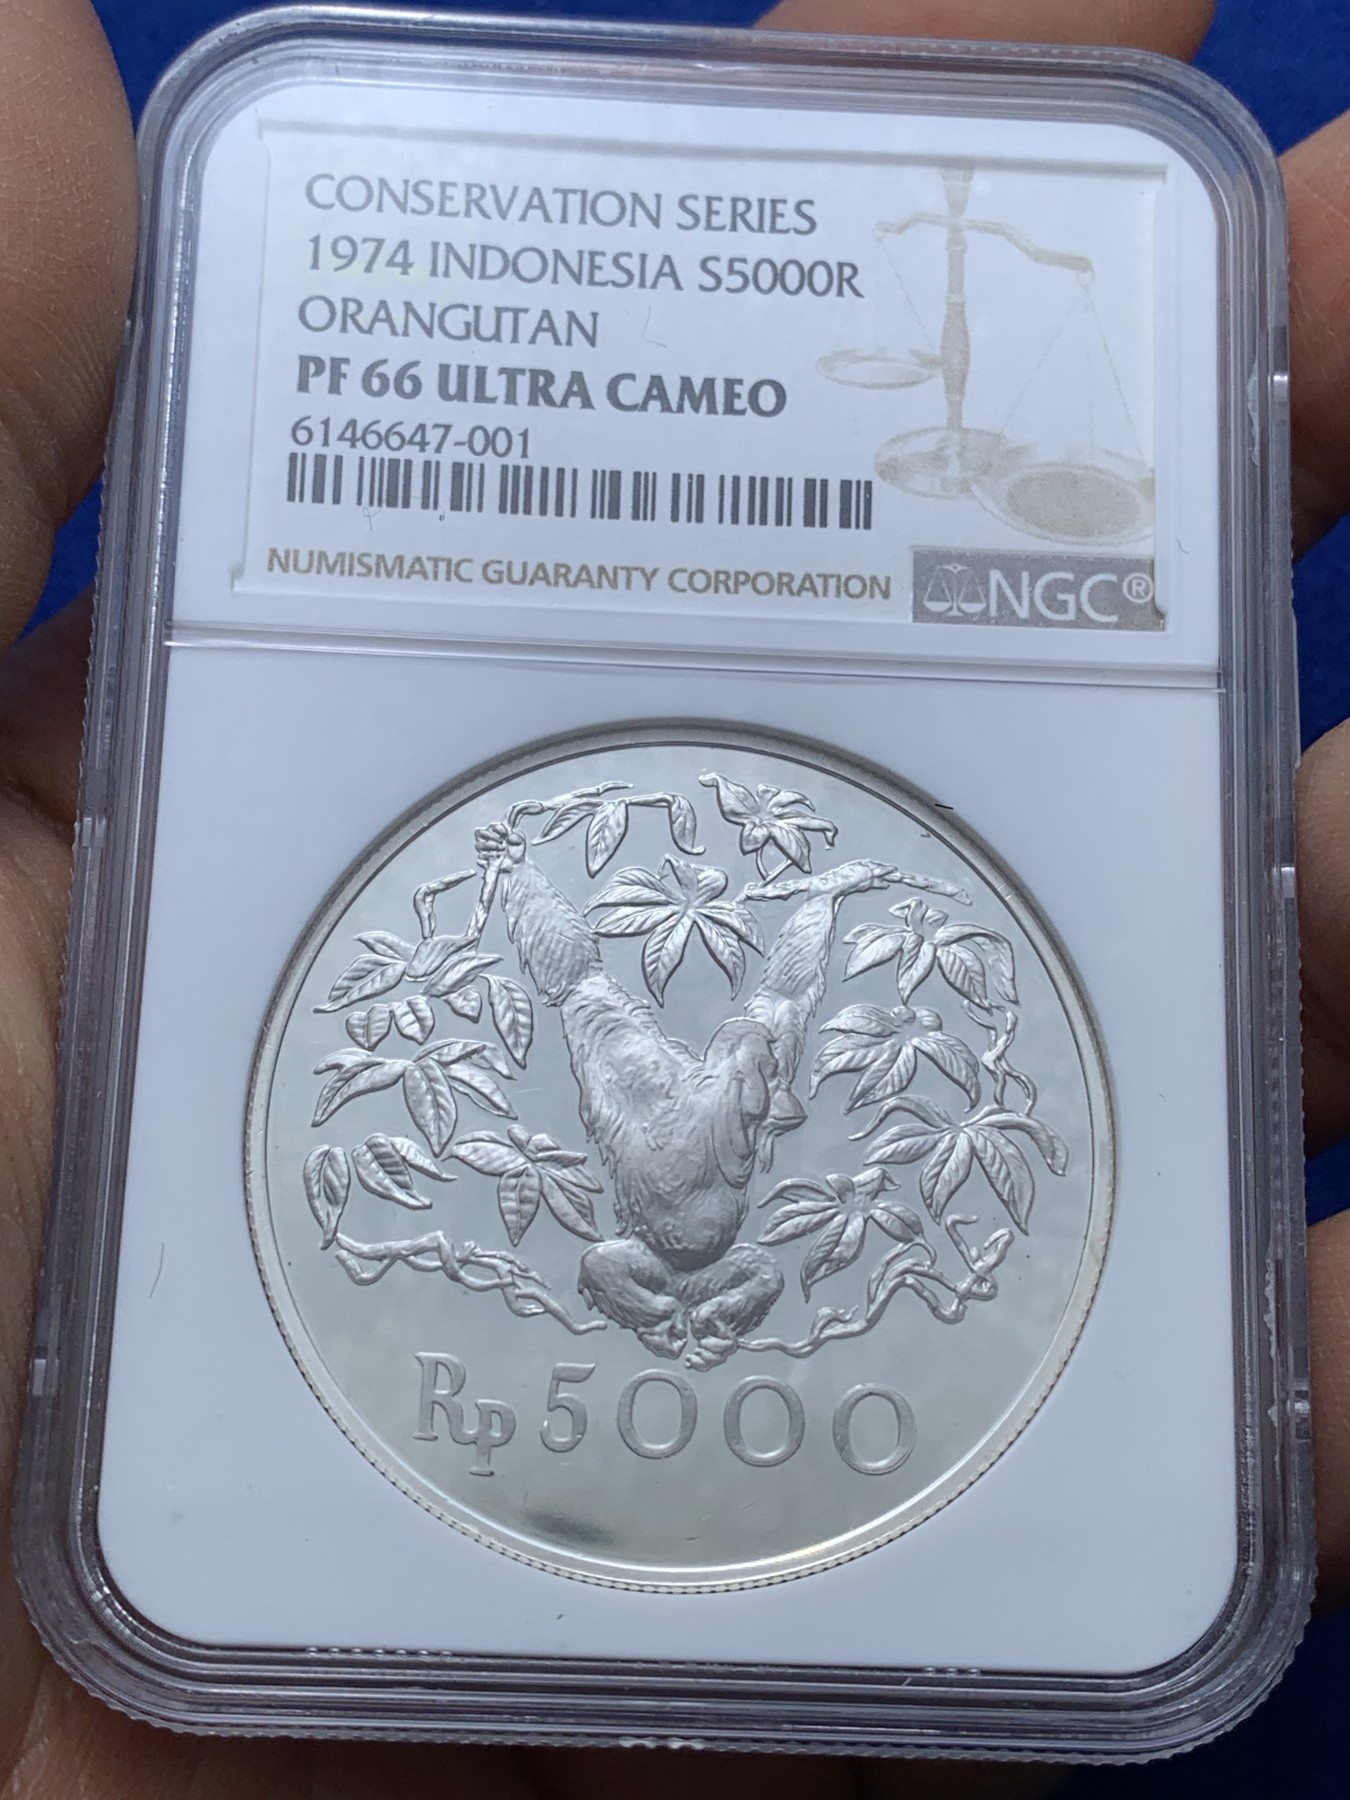 CONSERVATION SERIES
1974 INDONESIA S5000R
ORANGUTAN
PF 66 ULTRA CAMEO
6146647-001
NUMISMATIC GUARANTY CORPORATION
NGC®
Rp 5000